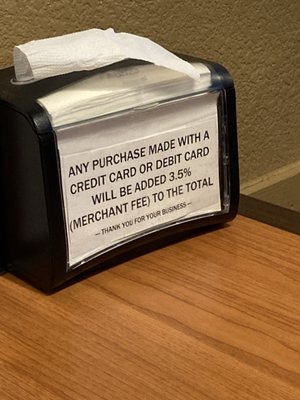 ANY PURCHASE MADE WITH A
CREDIT CARD OR DEBIT CARD
WILL BE ADDED 3.5%
(MERCHANT FEE) TO THE TOTAL
— THANK YOU FOR YOUR BUSINESS —